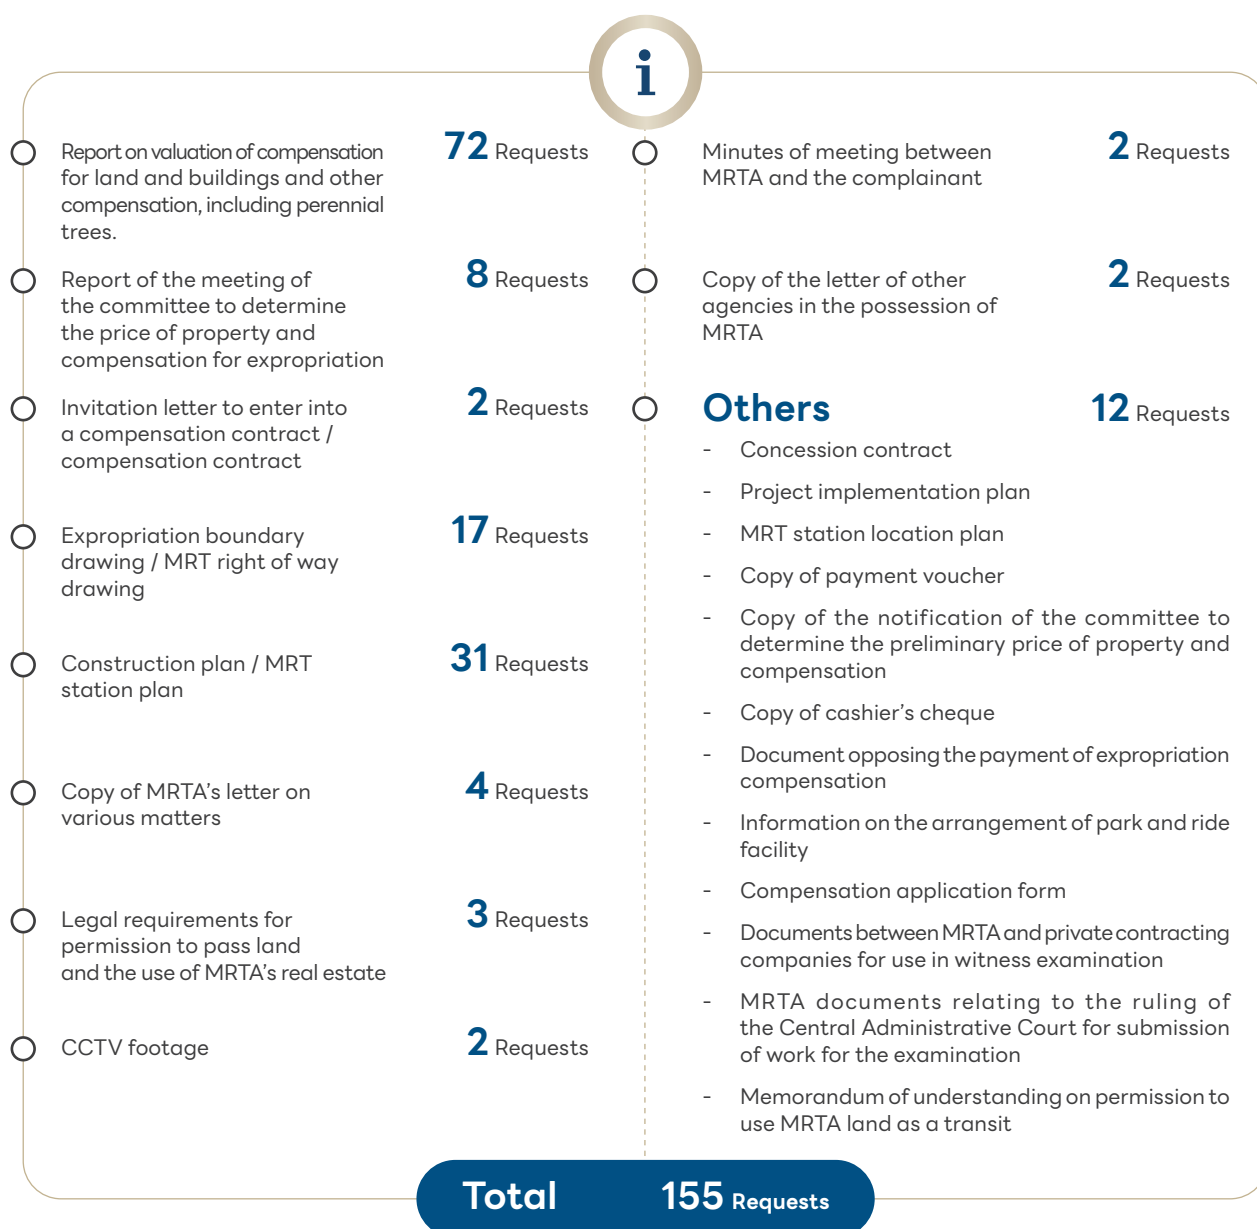 i
Report on valuation of compensation
for land and buildings and other
compensation, including perennial
trees.
72 Requests
Report of the meeting of
the committee to determine
the price of property and
compensation for expropriation
8 Requests
Invitation letter to enter into
a compensation contract /
compensation contract
2 Requests
Expropriation boundary
drawing / MRT right of way
drawing
17 Requests
Construction plan / MRT
station plan
31 Requests
Copy of MRTA's letter on
various matters
4 Requests
Legal requirements for
permission to pass land
and the use of MRTA's real estate
3 Requests
CCTV footage
2 Requests
Minutes of meeting between
MRTA and the complainant
2 Requests
Copy of the letter of other
agencies in the possession of
MRTA
2 Requests
Others
12 Requests
- Concession contract
- Project implementation plan
- MRT station location plan
- Copy of payment voucher
- Copy of the notification of the committee to
determine the preliminary price of property and
compensation
- Copy of cashier's cheque
- Document opposing the payment of expropriation
compensation
- Information on the arrangement of park and ride
facility
- Compensation application form
- Documents between MRTA and private contracting
companies for use in witness examination
- MRTA documents relating to the ruling of
the Central Administrative Court for submission
of work for the examination
- Memorandum of understanding on permission to
use MRTA land as a transit
Total 155 Requests